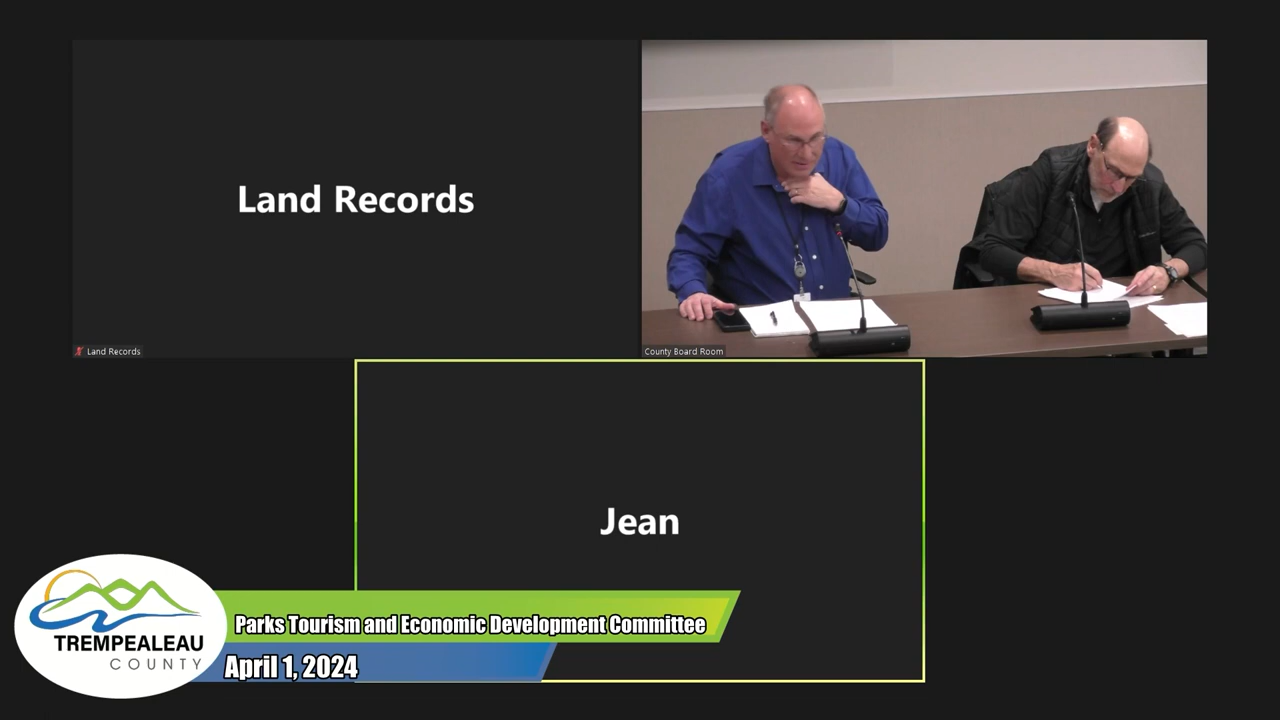 Land Records
Land Records
County Board Room
Jean
Parks Tourism and Economic Development Committee
TREMPEALEAU
COUNTY
April 1, 2024